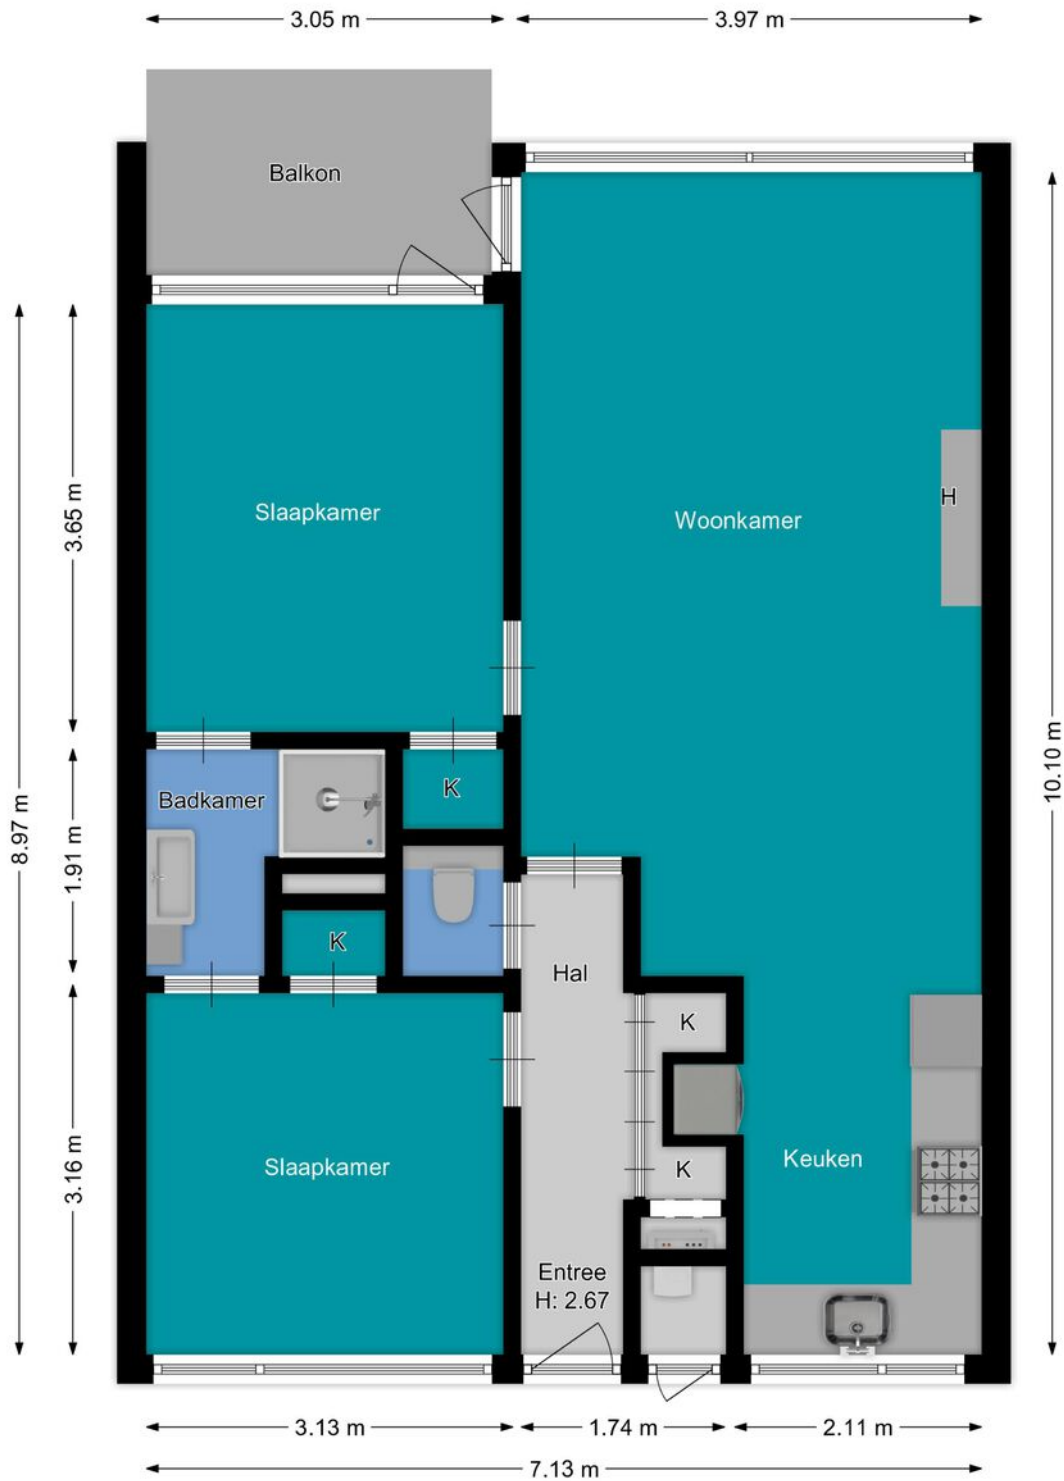 3.05 m
3.97 m
Balkon
Slaapkamer
Woonkamer
H
3.65 m
8.97 m
10.10 m
Badkamer
K
1.91 m
K
Hal
K
Slaapkamer
3.16 m
Keuken
K
Entree
H: 2.67
3.13 m
1.74 m
2.11 m
7.13 m